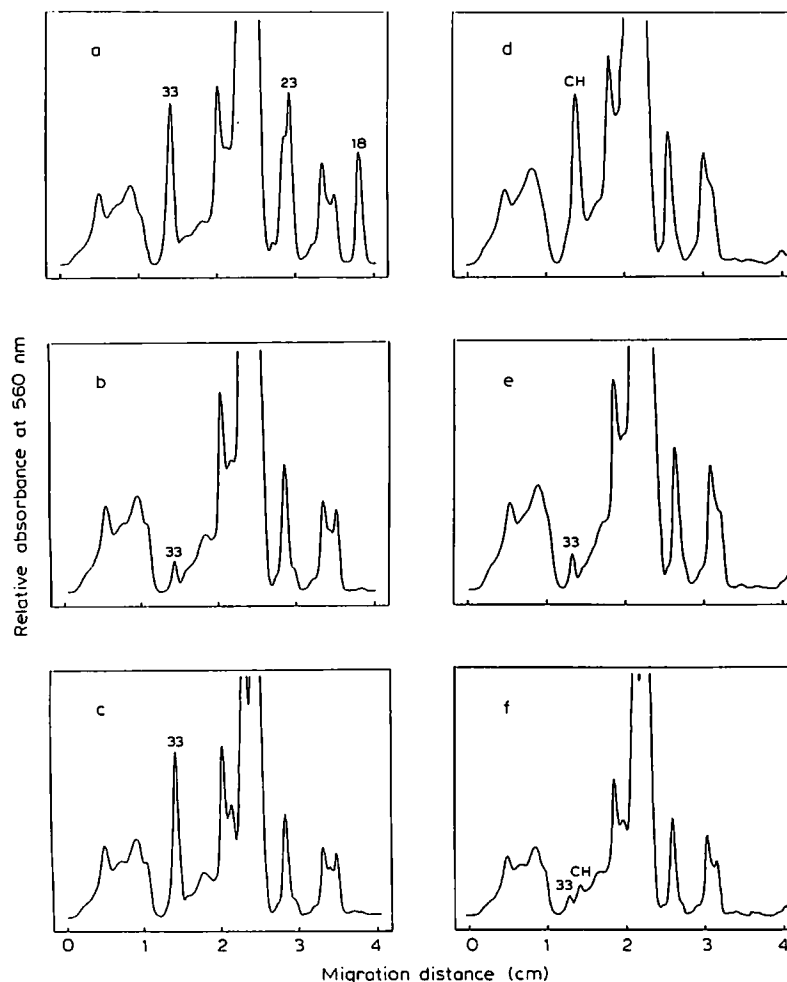 a
33
23
18
d
CH
b
33
e
33
c
33
f
33 CH
0 1 2 3 4
0 1 2 3 4
Relative absorbance at 560 nm
Migration distance (cm)